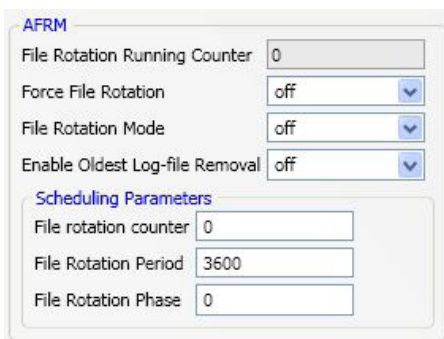 AFRM
File Rotation Running Counter 0
Force File Rotation off
File Rotation Mode off
Enable Oldest Log-file Removal off
Scheduling Parameters
File rotation counter 0
File Rotation Period 3600
File Rotation Phase 0